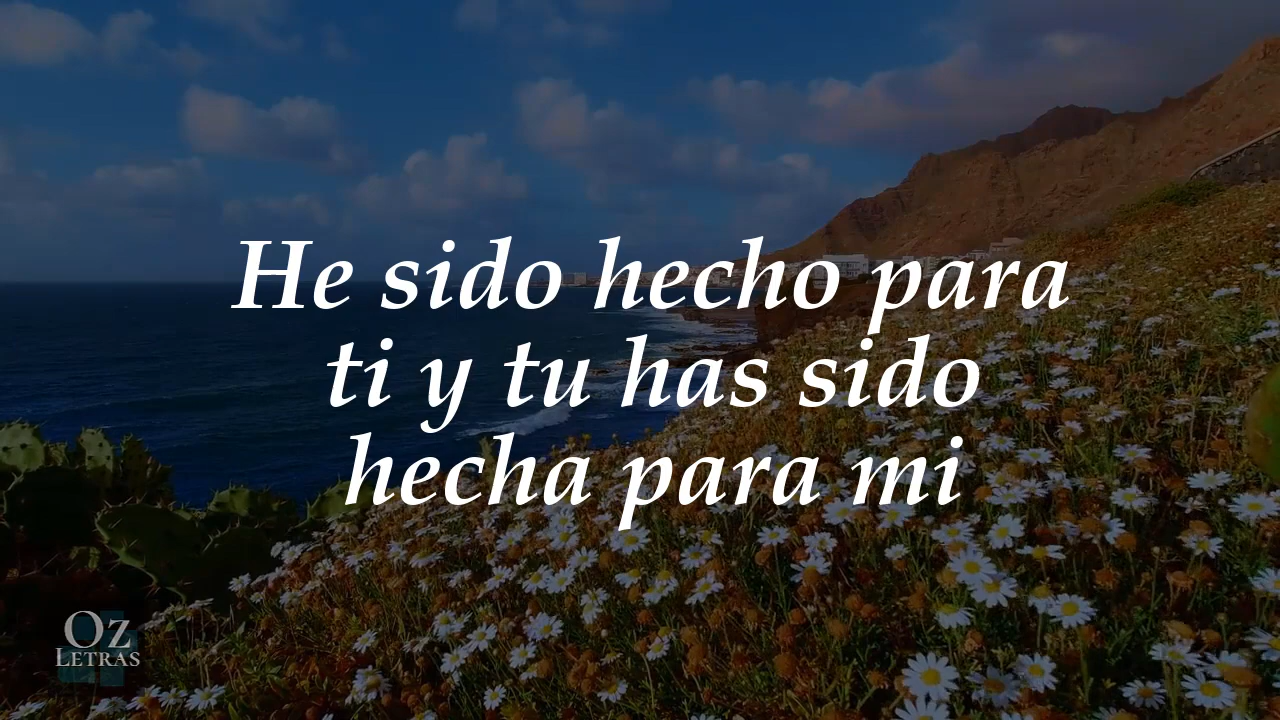 He sido hecho para
ti y tu has sido
hecha para mi
Oz
LETRAS